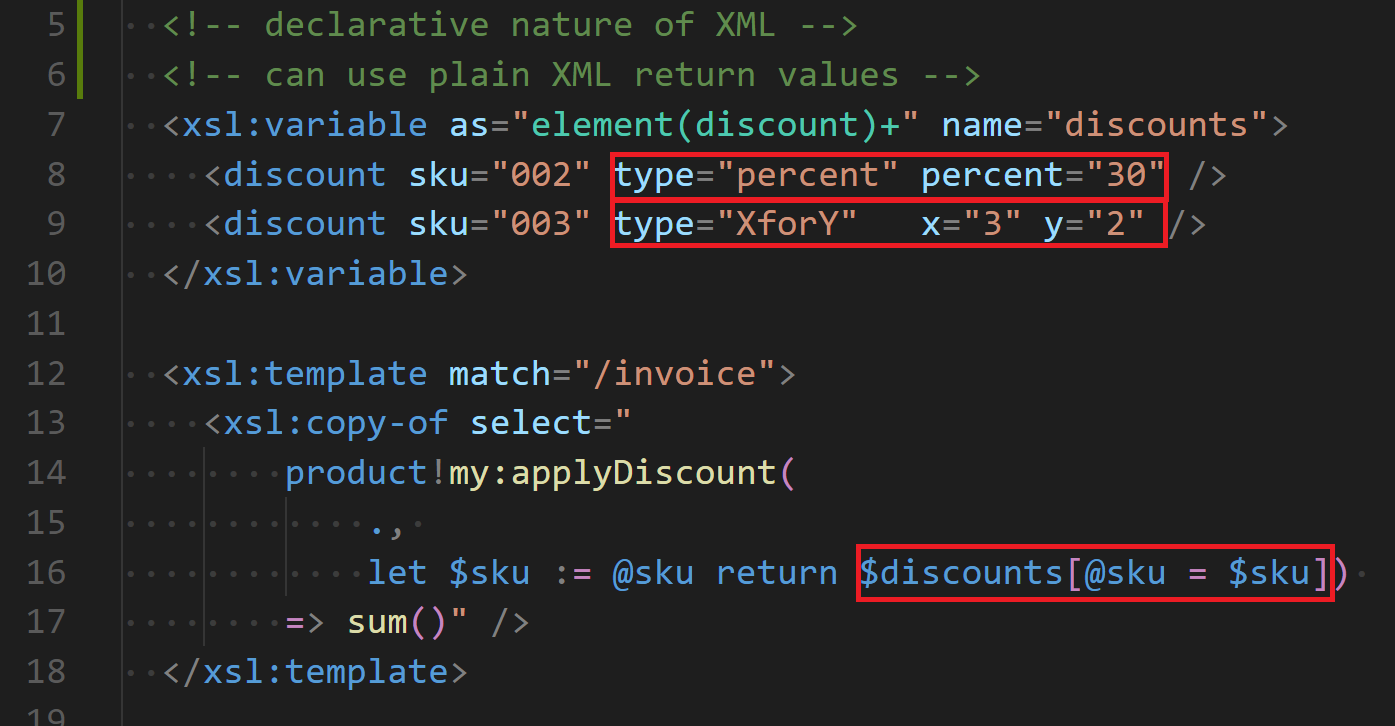 5 <!-- declarative nature of XML -->
6 <!-- can use plain XML return values -->
7 <xsl:variable as="element(discount)+" name="discounts">
8 <discount sku="002" type="percent" percent="30" />
9 <discount sku="003" type="XforY"   x="3" y="2" />
10 </xsl:variable>
11
12 <xsl:template match="/invoice">
13 <xsl:copy-of select="
14 product!my:applyDiscount(
15 .,
16 let $sku := @sku return $discounts[@sku = $sku])
17 => sum()" />
18 </xsl:template>
19